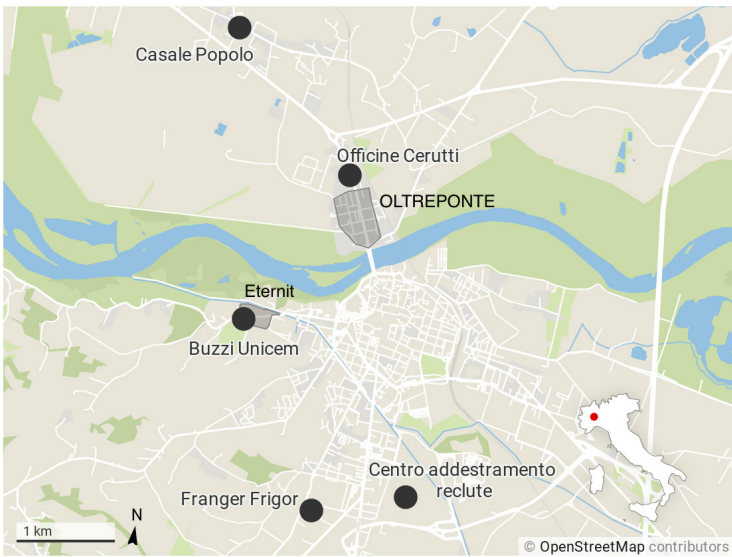 Casale Popolo
Officine Cerutti
OLTREPONTE
Eternit
Buzzi Unicem
Centro addestramento
reclute
Franger Frigor
1 km
N
© OpenStreetMap contributors